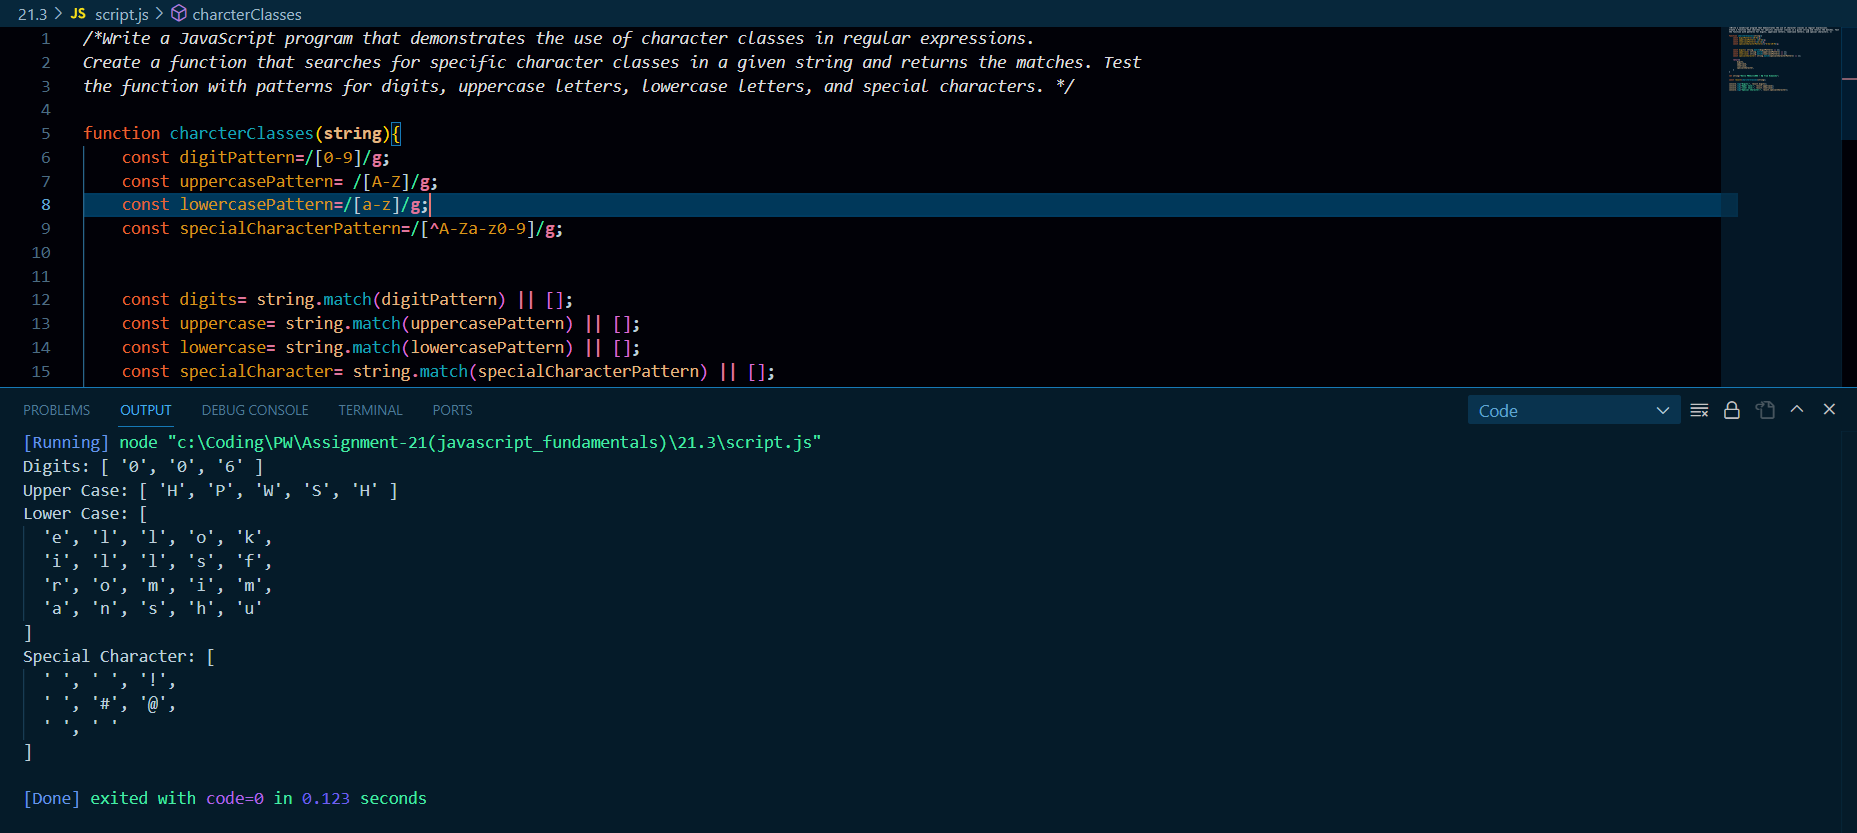 21.3 > JS script.js > charcterClasses
1 /*Write a JavaScript program that demonstrates the use of character classes in regular expressions.
2 Create a function that searches for specific character classes in a given string and returns the matches. Test
3 the function with patterns for digits, uppercase letters, lowercase letters, and special characters. */
4
5 function charcterClasses(string){
6 const digitPattern=/[0-9]/g;
7 const uppercasePattern= /[A-Z]/g;
8 const lowercasePattern=/[a-z]/g;
9 const specialCharacterPattern=/[^A-Za-z0-9]/g;
10
11
12 const digits= string.match(digitPattern) || [];
13 const uppercase= string.match(uppercasePattern) || [];
14 const lowercase= string.match(lowercasePattern) || [];
15 const specialCharacter= string.match(specialCharacterPattern) || [];
PROBLEMS OUTPUT DEBUG CONSOLE TERMINAL PORTS Code
[Running] node "c:\Coding\PW\Assignment-21(javascript_fundamentals)\21.3\script.js"
Digits: [ '0', '0', '6' ]
Upper Case: [ 'H', 'P', 'W', 'S', 'H' ]
Lower Case: [
'e', 'l', 'l', 'o', 'k',
'i', 'l', 'l', 's', 'f',
'r', 'o', 'm', 'i', 'm',
'a', 'n', 's', 'h', 'u'
]
Special Character: [
' ', ' ', '!',
' ', '#', '@',
' ', ' '
]
[Done] exited with code=0 in 0.123 seconds